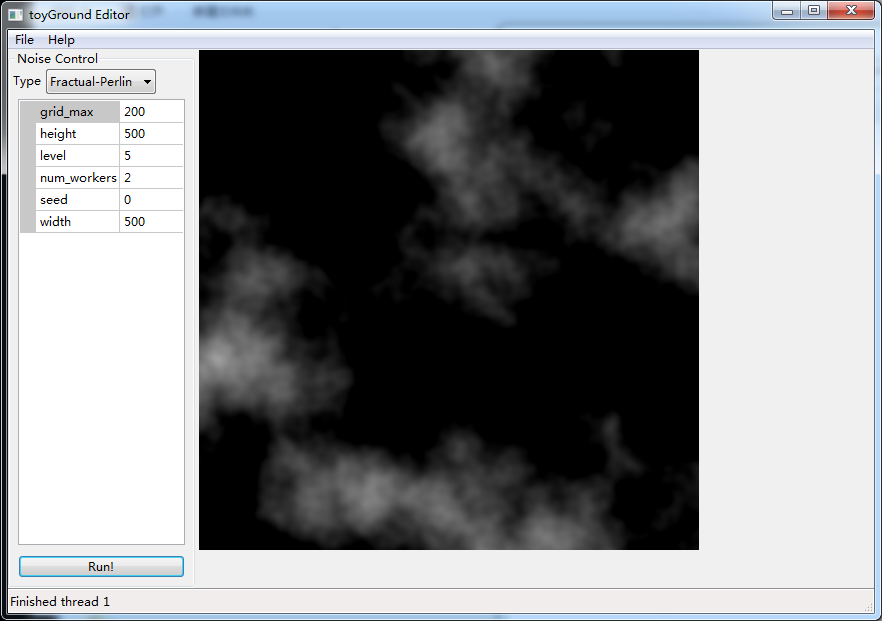 toyGround Editor
File Help
Noise Control
Type Fractual-Perlin
grid_max 200
height 500
level 5
num_workers 2
seed 0
width 500
Run!
Finished thread 1